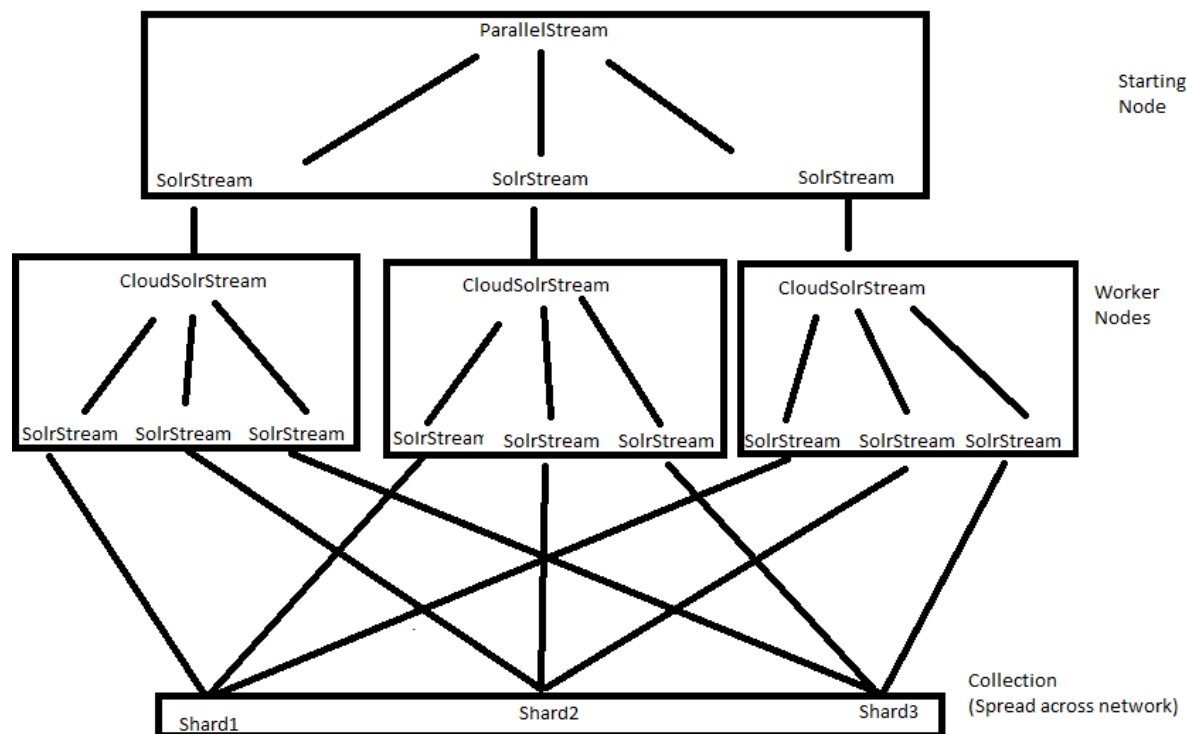 ParallelStream
Starting
Node
SolrStream
SolrStream
SolrStream
CloudSolrStream
CloudSolrStream
CloudSolrStream
Worker
Nodes
SolrStream
SolrStream
SolrStream
SolrStream
SolrStream
SolrStream
SolrStream
SolrStream
SolrStream
Collection
(Spread across network)
Shard1
Shard2
Shard3